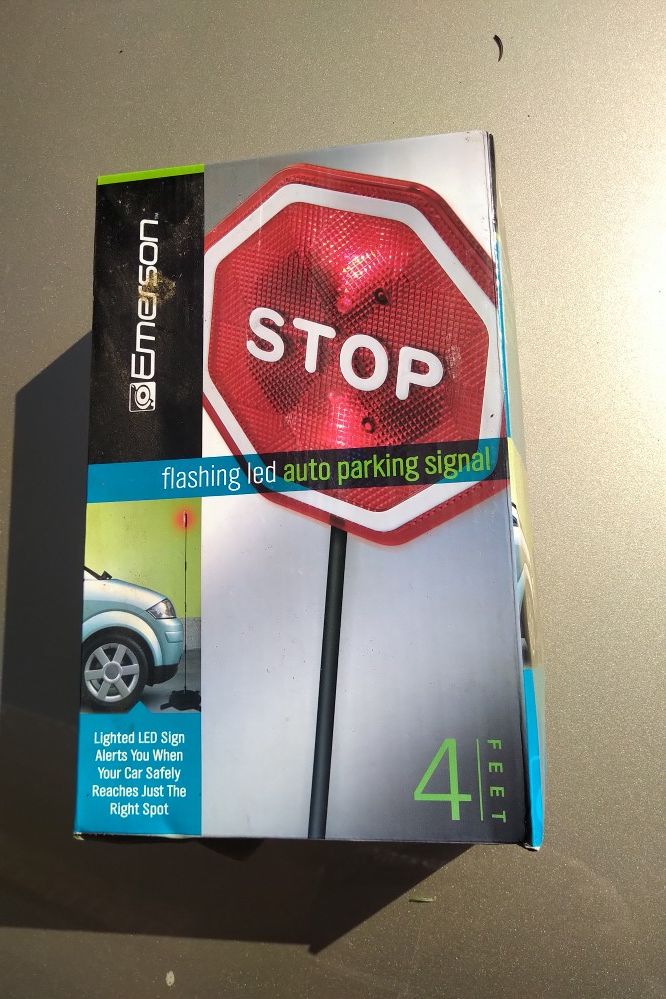 Emerson
STOP
flashing led auto parking signal
Lighted LED Sign
Alerts You When
Your Car Safely
Reaches Just The
Right Spot
4 FEET